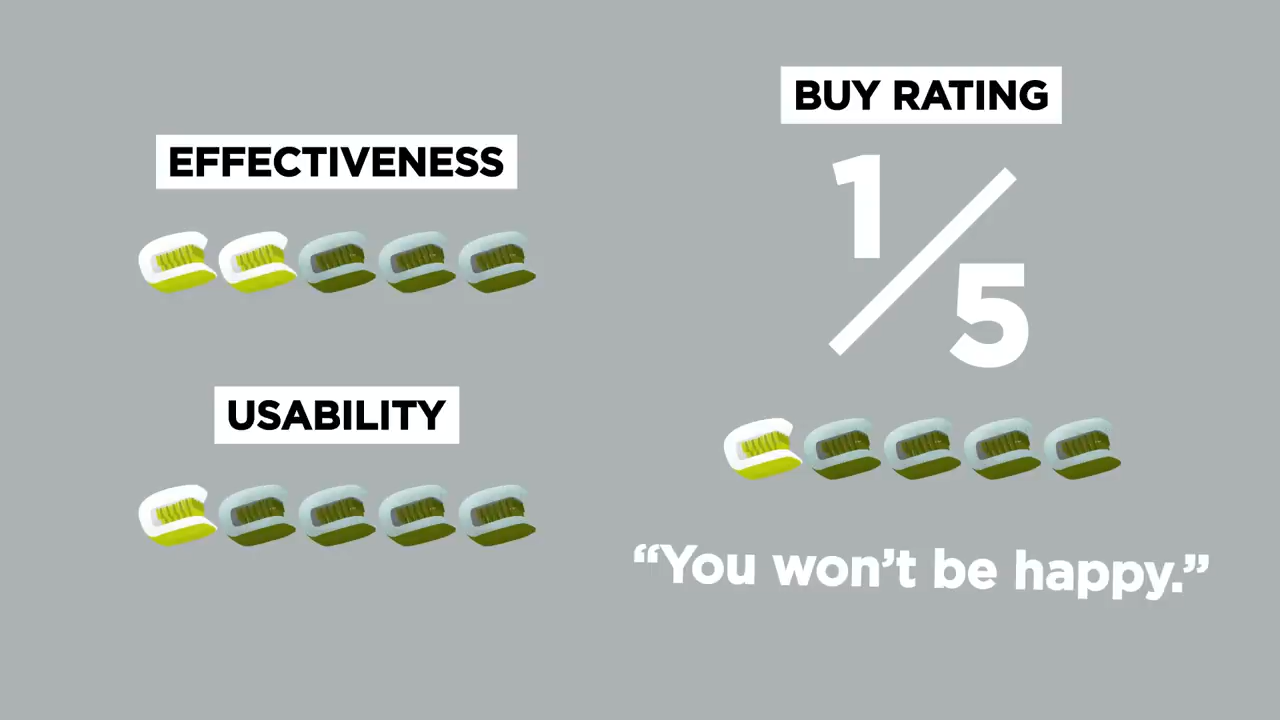 EFFECTIVENESS
USABILITY
BUY RATING
1/5
“You won’t be happy.”